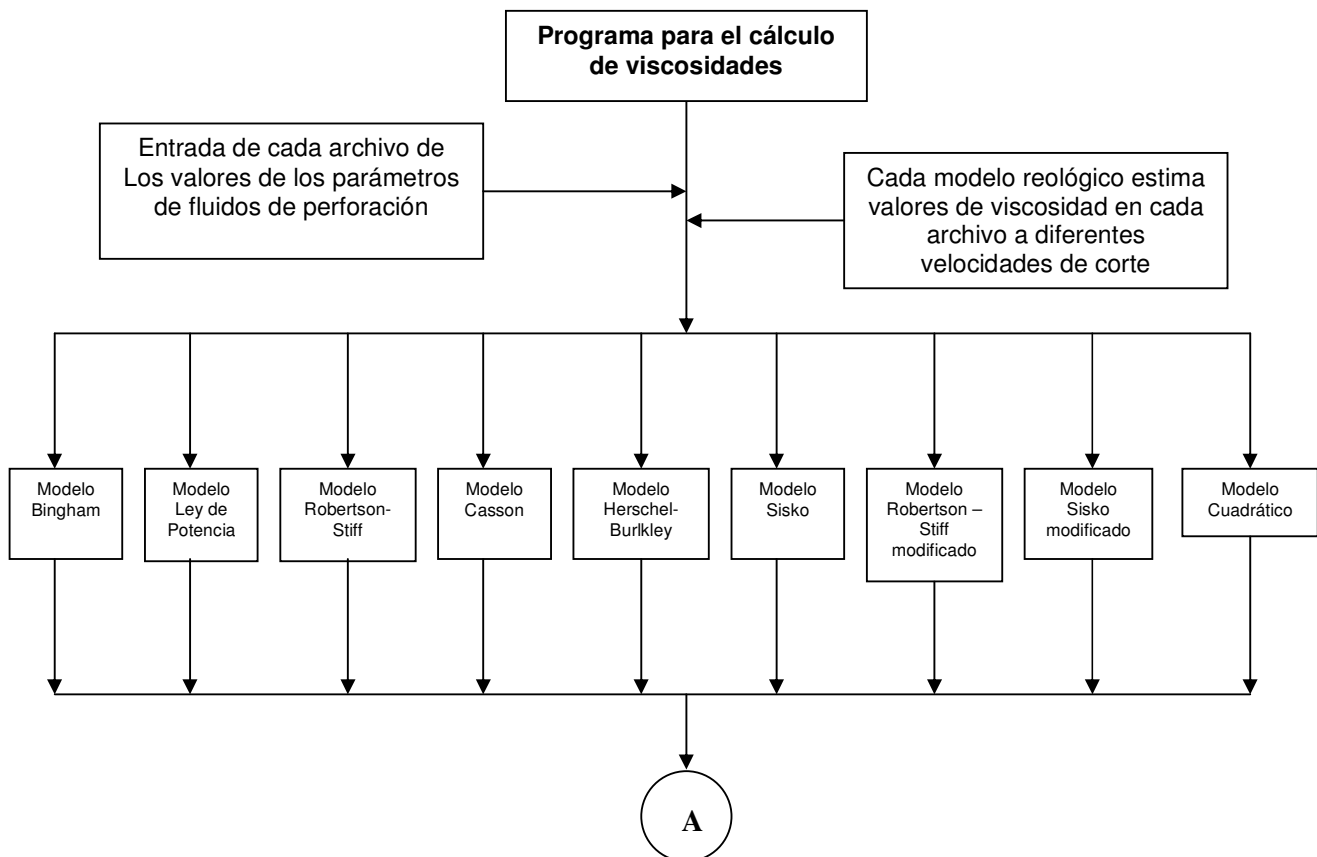 Programa para el cálculo
de viscosidades
Entrada de cada archivo de
Los valores de los parámetros
de fluidos de perforación
Cada modelo reológico estima
valores de viscosidad en cada
archivo a diferentes
velocidades de corte
Modelo
Bingham
Modelo
Ley de
Potencia
Modelo
Robertson-
Stiff
Modelo
Casson
Modelo
Herschel-
Burlkley
Modelo
Sisko
Modelo
Robertson –
Stiff
modificado
Modelo
Sisko
modificado
Modelo
Cuadrático
A